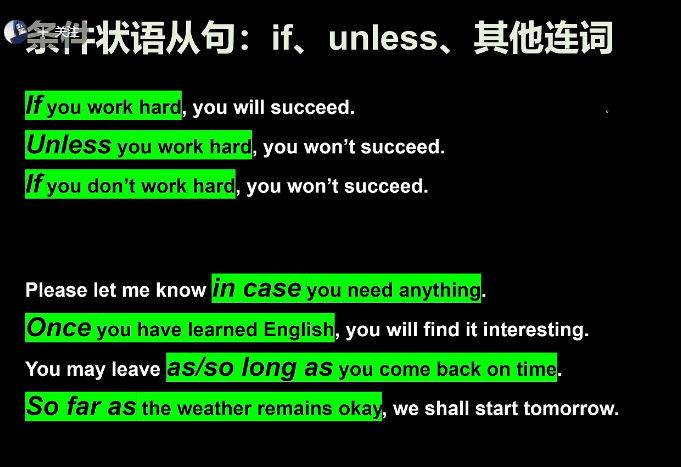 条件状语从句：if、unless、其他连词
关注
If you work hard, you will succeed.
Unless you work hard, you won’t succeed.
If you don’t work hard, you won’t succeed.
Please let me know in case you need anything.
Once you have learned English, you will find it interesting.
You may leave as/so long as you come back on time.
So far as the weather remains okay, we shall start tomorrow.